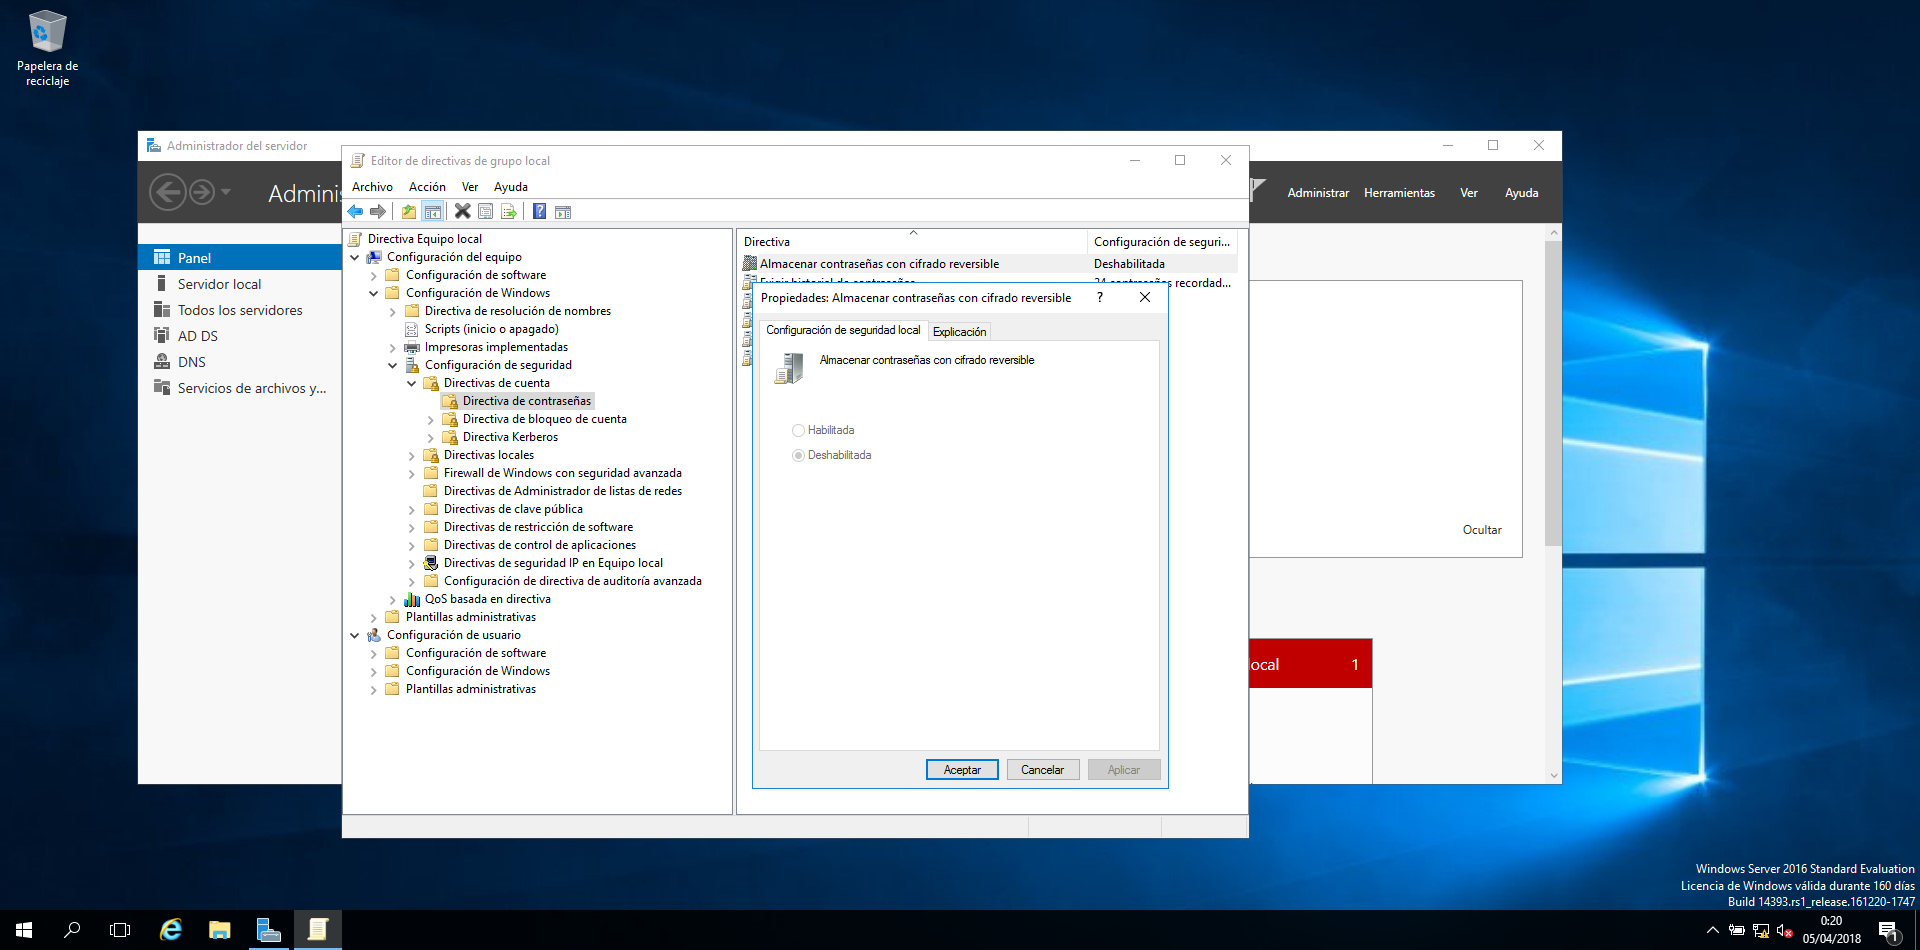 Papelera de
reciclaje
Administrador del servidor
Adminis
Administrar
Herramientas
Ver
Ayuda
Panel
Servidor local
Todos los servidores
AD DS
DNS
Servicios de archivos y...
Ocultar
ocal
1
Editor de directivas de grupo local
Archivo
Acción
Ver
Ayuda
Directiva Equipo local
Configuración del equipo
Configuración de software
Configuración de Windows
Directiva de resolución de nombres
Scripts (inicio o apagado)
Impresoras implementadas
Configuración de seguridad
Directivas de cuenta
Directiva de contraseñas
Directiva de bloqueo de cuenta
Directiva Kerberos
Directivas locales
Firewall de Windows con seguridad avanzada
Directivas de Administrador de listas de redes
Directivas de clave pública
Directivas de restricción de software
Directivas de control de aplicaciones
Directivas de seguridad IP en Equipo local
Configuración de directiva de auditoría avanzada
QoS basada en directiva
Plantillas administrativas
Configuración de usuario
Configuración de software
Configuración de Windows
Plantillas administrativas
Directiva
Configuración de seguri...
Almacenar contraseñas con cifrado reversible
Deshabilitada
Exigir historial de contraseñas
24 contraseñas recordad...
Propiedades: Almacenar contraseñas con cifrado reversible
?
Configuración de seguridad local
Explicación
Almacenar contraseñas con cifrado reversible
Habilitada
Deshabilitada
Aceptar
Cancelar
Aplicar
Windows Server 2016 Standard Evaluation
Licencia de Windows válida durante 160 días
Build 14393.rs1_release.161220-1747
0:20
05/04/2018
1